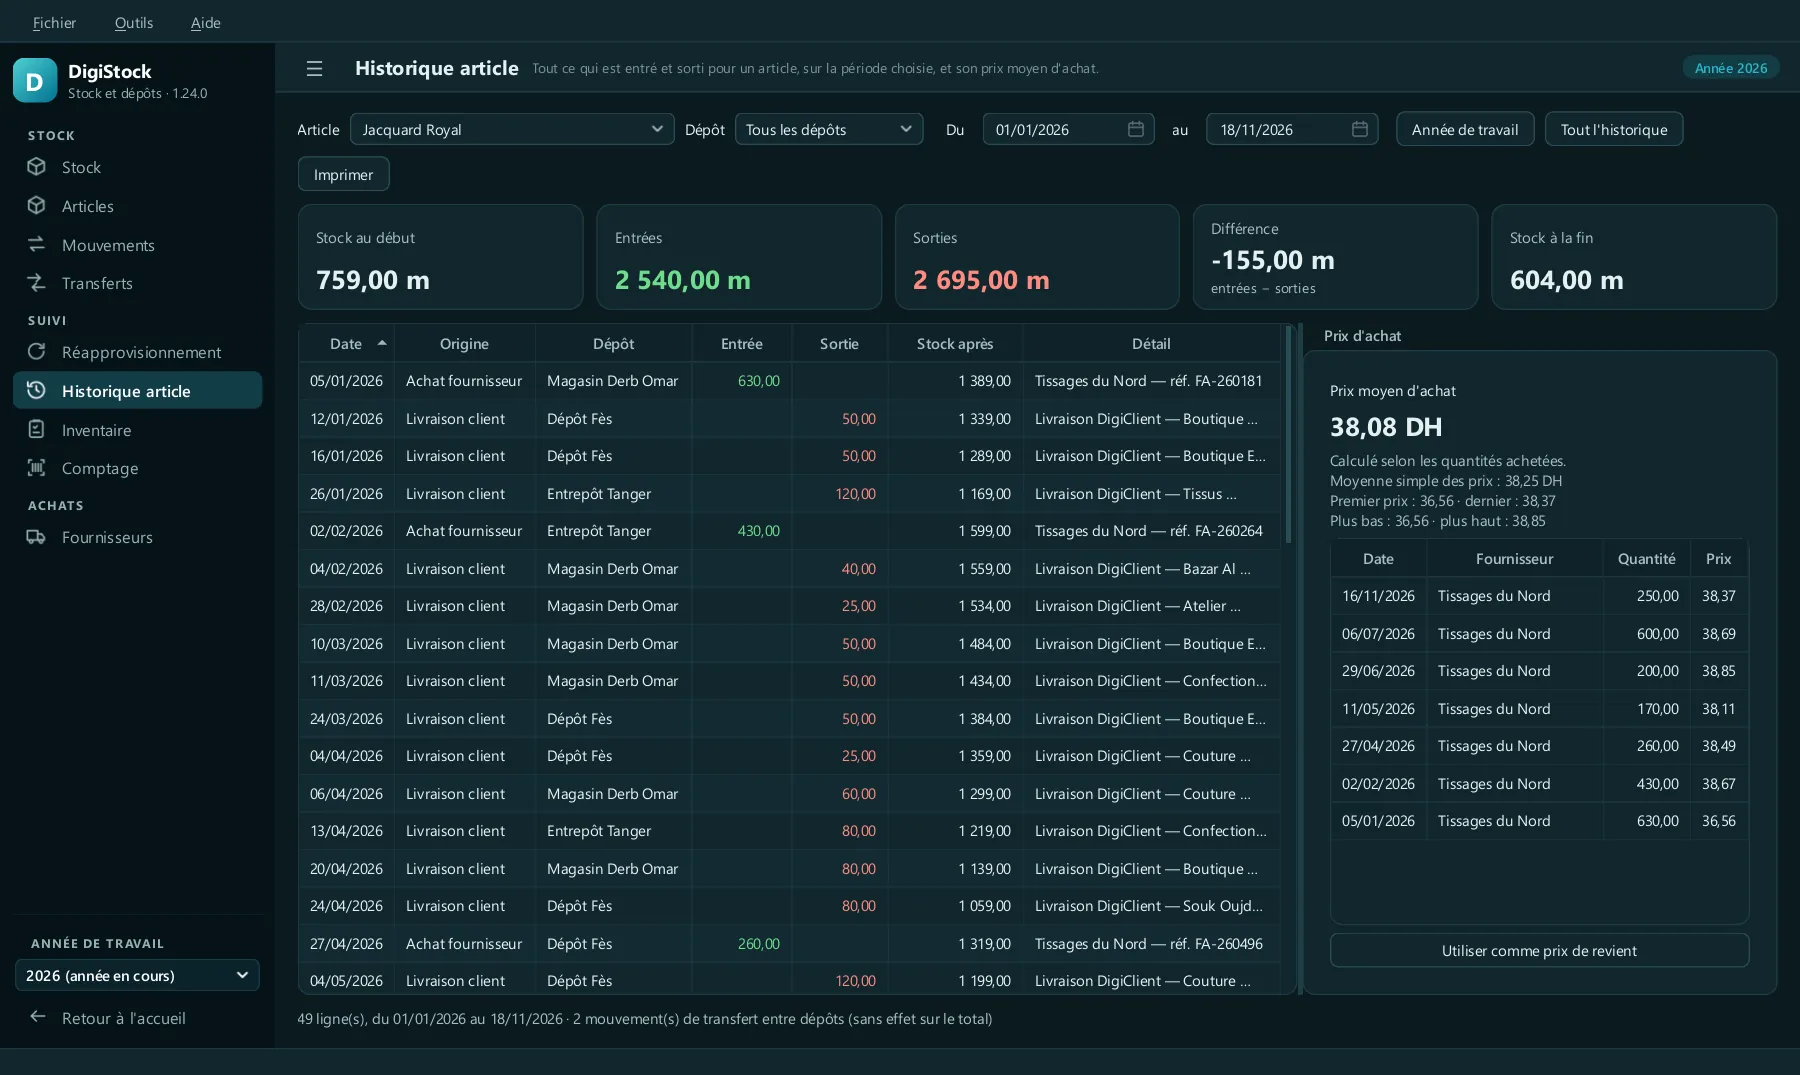 Fichier Outils Aide
D DigiStock
Stock et dépôts · 1.24.0
STOCK
Stock
Articles
Mouvements
Transferts
SUIVI
Réapprovisionnement
Historique article
Inventaire
Comptage
ACHATS
Fournisseurs
ANNÉE DE TRAVAIL
2026 (année en cours)
Retour à l'accueil
Historique article Tout ce qui est entré et sorti pour un article, sur la période choisie, et son prix moyen d'achat. Année 2026
Article Jacquard Royal Dépôt Tous les dépôts Du 01/01/2026 au 18/11/2026 Année de travail Tout l'historique
Imprimer
Stock au début
759,00 m
Entrées
2 540,00 m
Sorties
2 695,00 m
Différence
-155,00 m
entrées − sorties
Stock à la fin
604,00 m
Date Origine Dépôt Entrée Sortie Stock après Détail
05/01/2026 Achat fournisseur Magasin Derb Omar 630,00 1 389,00 Tissages du Nord — réf. FA-260181
12/01/2026 Livraison client Dépôt Fès 50,00 1 339,00 Livraison DigiClient — Boutique ...
16/01/2026 Livraison client Dépôt Fès 50,00 1 289,00 Livraison DigiClient — Boutique E...
26/01/2026 Livraison client Entrepôt Tanger 120,00 1 169,00 Livraison DigiClient — Tissus ...
02/02/2026 Achat fournisseur Entrepôt Tanger 430,00 1 599,00 Tissages du Nord — réf. FA-260264
04/02/2026 Livraison client Magasin Derb Omar 40,00 1 559,00 Livraison DigiClient — Bazar Al ...
28/02/2026 Livraison client Magasin Derb Omar 25,00 1 534,00 Livraison DigiClient — Atelier ...
10/03/2026 Livraison client Magasin Derb Omar 50,00 1 484,00 Livraison DigiClient — Boutique E...
11/03/2026 Livraison client Magasin Derb Omar 50,00 1 434,00 Livraison DigiClient — Confection...
24/03/2026 Livraison client Dépôt Fès 50,00 1 384,00 Livraison DigiClient — Boutique E...
04/04/2026 Livraison client Dépôt Fès 25,00 1 359,00 Livraison DigiClient — Couture ...
06/04/2026 Livraison client Magasin Derb Omar 60,00 1 299,00 Livraison DigiClient — Couture ...
13/04/2026 Livraison client Entrepôt Tanger 80,00 1 219,00 Livraison DigiClient — Confection...
20/04/2026 Livraison client Magasin Derb Omar 80,00 1 139,00 Livraison DigiClient — Boutique ...
24/04/2026 Livraison client Dépôt Fès 80,00 1 059,00 Livraison DigiClient — Souk Oujd...
27/04/2026 Achat fournisseur Dépôt Fès 260,00 1 319,00 Tissages du Nord — réf. FA-260496
04/05/2026 Livraison client Dépôt Fès 120,00 1 199,00 Livraison DigiClient — Couture ...
49 ligne(s), du 01/01/2026 au 18/11/2026 · 2 mouvement(s) de transfert entre dépôts (sans effet sur le total)
Prix d'achat
Prix moyen d'achat
38,08 DH
Calculé selon les quantités achetées.
Moyenne simple des prix : 38,25 DH
Premier prix : 36,56 · dernier : 38,37
Plus bas : 36,56 · plus haut : 38,85
Date Fournisseur Quantité Prix
16/11/2026 Tissages du Nord 250,00 38,37
06/07/2026 Tissages du Nord 600,00 38,69
29/06/2026 Tissages du Nord 200,00 38,85
11/05/2026 Tissages du Nord 170,00 38,11
27/04/2026 Tissages du Nord 260,00 38,49
02/02/2026 Tissages du Nord 430,00 38,67
05/01/2026 Tissages du Nord 630,00 36,56
Utiliser comme prix de revient